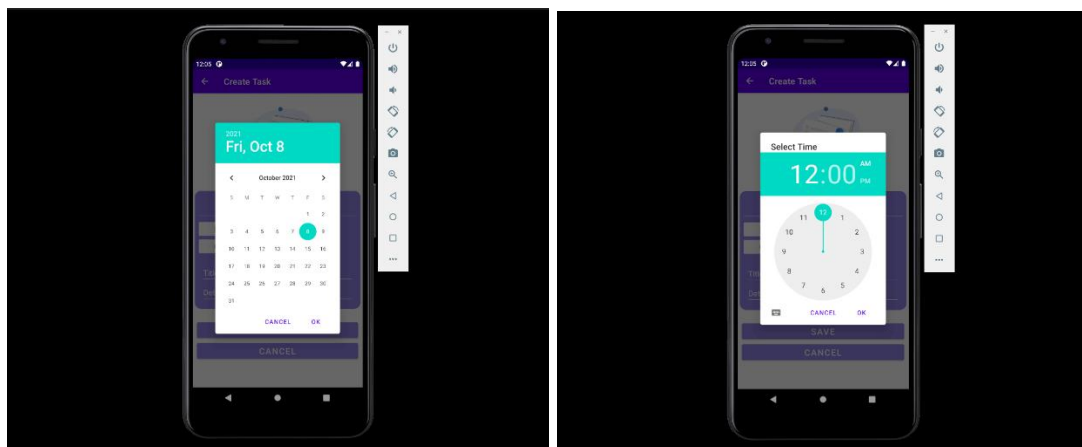 12:05
Create Task
2021
Fri, Oct 8
October 2021
S M T W T F S
1 2
3 4 5 6 7 8 9
10 11 12 13 14 15 16
17 18 19 20 21 22 23
24 25 26 27 28 29 30
31
CANCEL OK
CANCEL
12:05
Create Task
Select Time
12:00 AM PM
12
11 1
10 2
9 3
8 4
7 5
6
CANCEL OK
SAVE
CANCEL